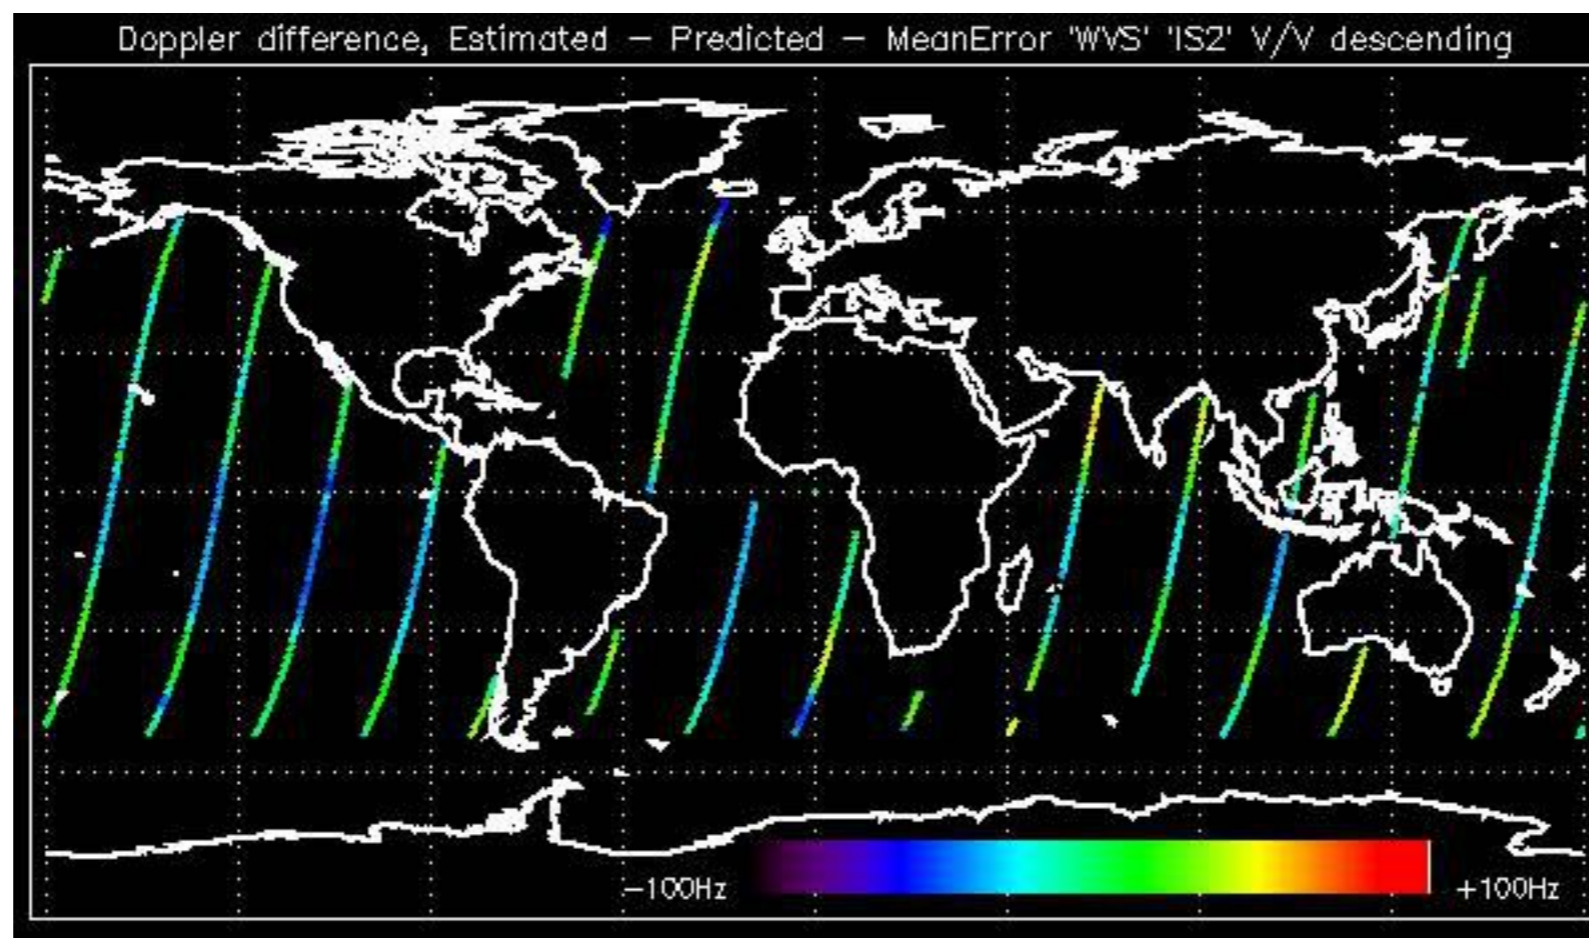 Doppler difference, Estimated – Predicted – MeanError 'WVS' 'IS2' V/V descending
–100Hz
+100Hz